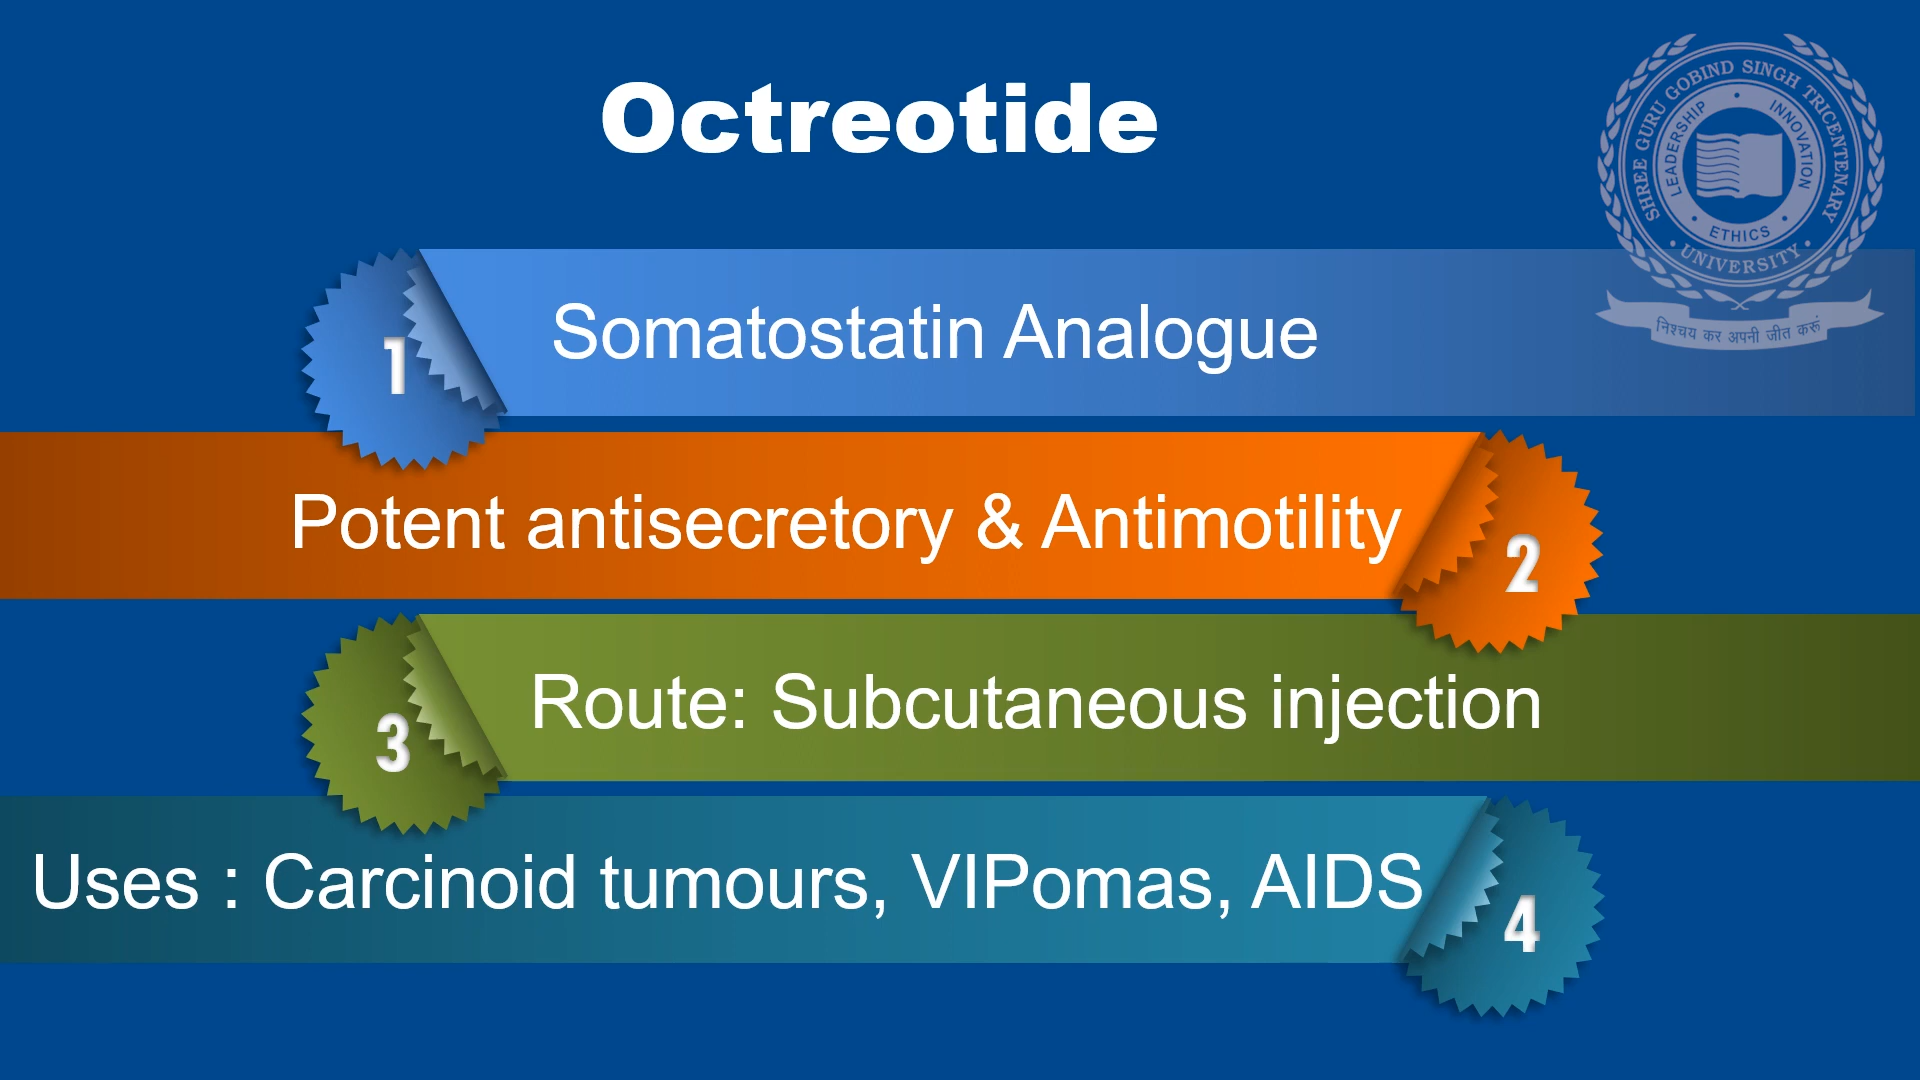 Octreotide
SHREE GURU GOBIND SINGH TRICENTENARY
UNIVERSITY
LEADERSHIP
INNOVATION
ETHICS
निश्चय कर अपनी जीत करूं
1
Somatostatin Analogue
Potent antisecretory & Antimotility
2
3
Route: Subcutaneous injection
Uses : Carcinoid tumours, VIPomas, AIDS
4